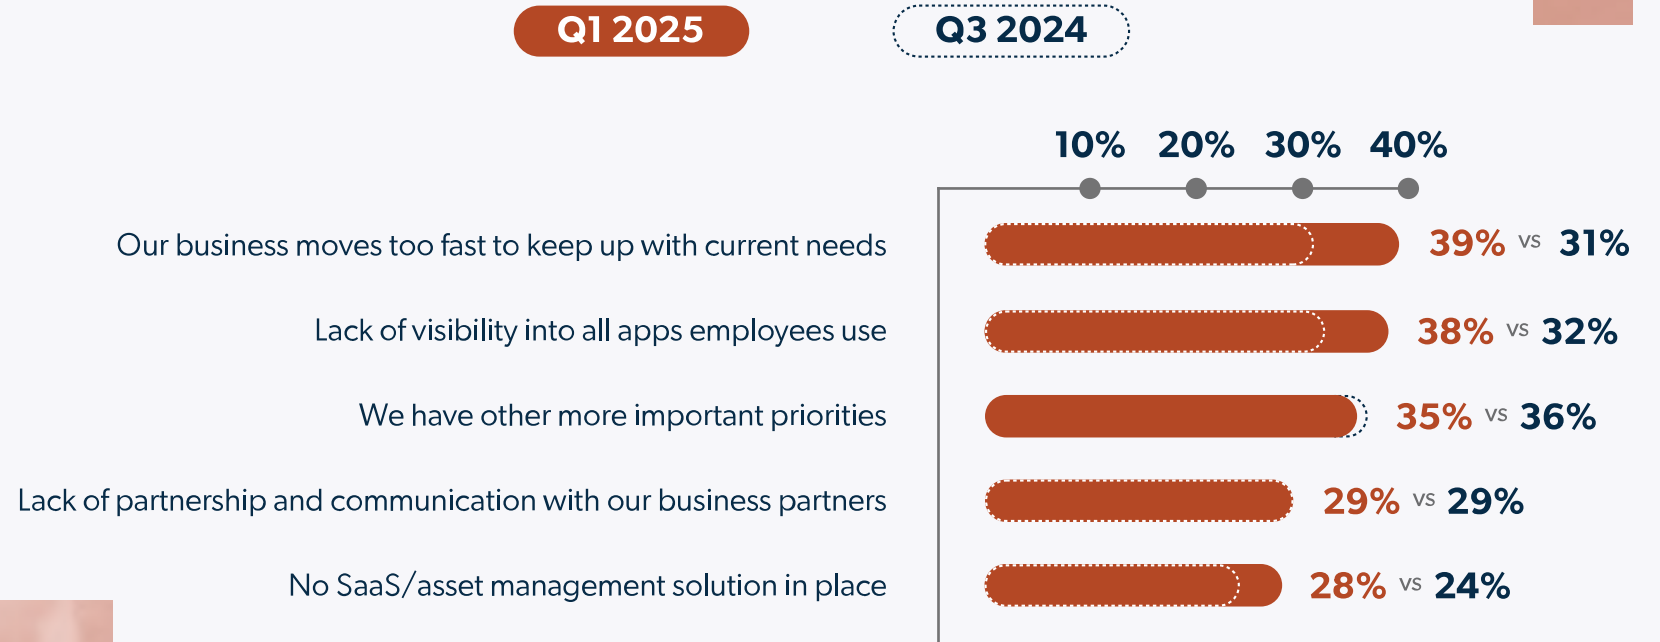 Q1 2025 Q3 2024
10% 20% 30% 40%
Our business moves too fast to keep up with current needs 39% vs 31%
Lack of visibility into all apps employees use 38% vs 32%
We have other more important priorities 35% vs 36%
Lack of partnership and communication with our business partners 29% vs 29%
No SaaS/asset management solution in place 28% vs 24%